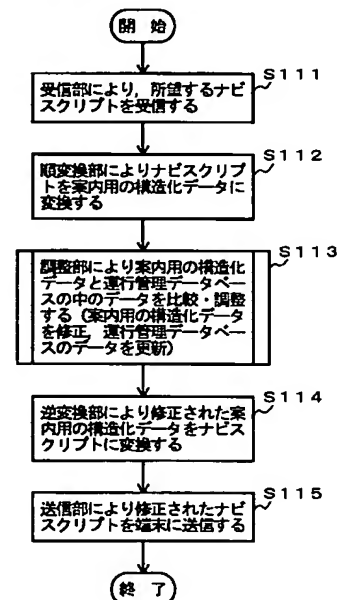 開 始
S111
受信部により，所望するナビ
スクリプトを受信する
S112
順変換部によりナビスクリプ
トを案内用の構造化データに
変換する
S113
調整部により案内用の構造化
データと運行管理データベー
スの中のデータを比較・調整
する（案内用の構造化データ
を修正，運行管理データベー
スのデータを更新）
S114
逆変換部により修正された案
内用の構造化データをナビス
クリプトに変換する
S115
送信部により修正されたナビ
スクリプトを端末に送信する
終 了